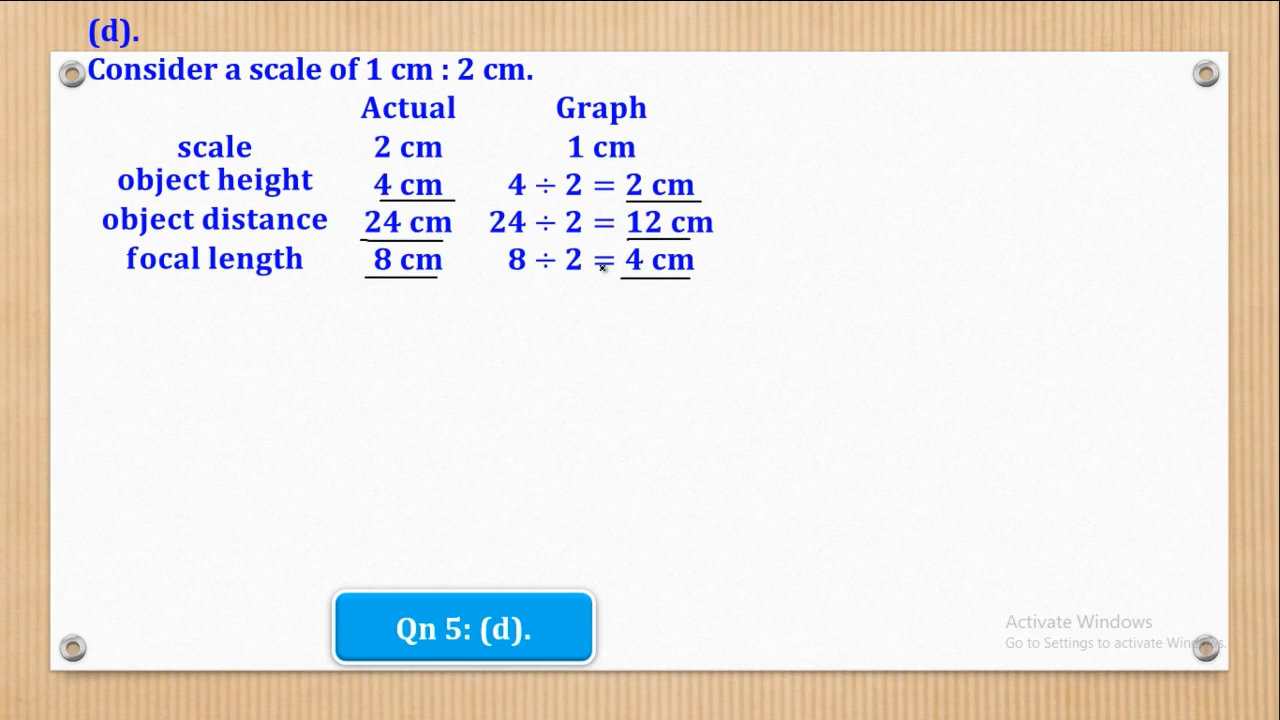 (d).
Consider a scale of 1 cm : 2 cm.
Actual Graph
scale 2 cm 1 cm
object height 4 cm 4 ÷ 2 = 2 cm
object distance 24 cm 24 ÷ 2 = 12 cm
focal length 8 cm 8 ÷ 2 = 4 cm
Qn 5: (d).
Activate Windows
Go to Settings to activate Windows.